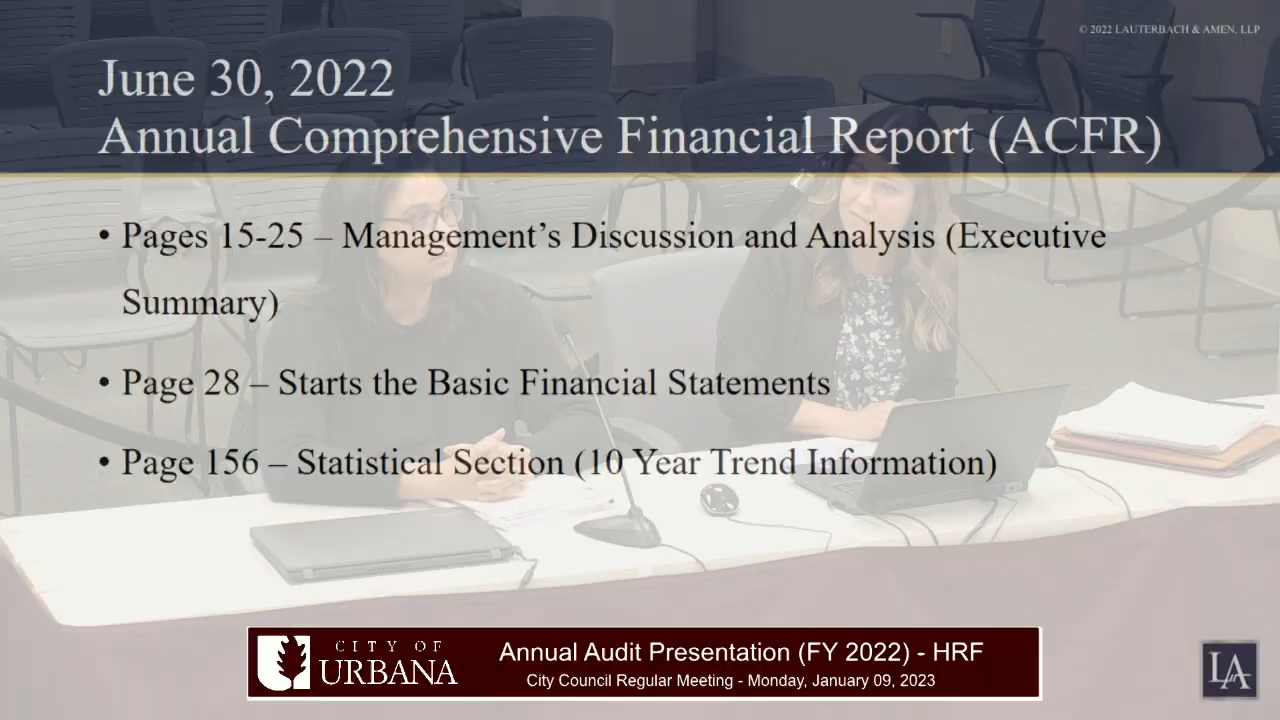 © 2022 LAUTERBACH & AMEN, LLP
June 30, 2022
Annual Comprehensive Financial Report (ACFR)
• Pages 15-25 – Management’s Discussion and Analysis (Executive
Summary)
• Page 28 – Starts the Basic Financial Statements
• Page 156 – Statistical Section (10 Year Trend Information)
CITY OF
URBANA
Annual Audit Presentation (FY 2022) - HRF
City Council Regular Meeting - Monday, January 09, 2023
LA